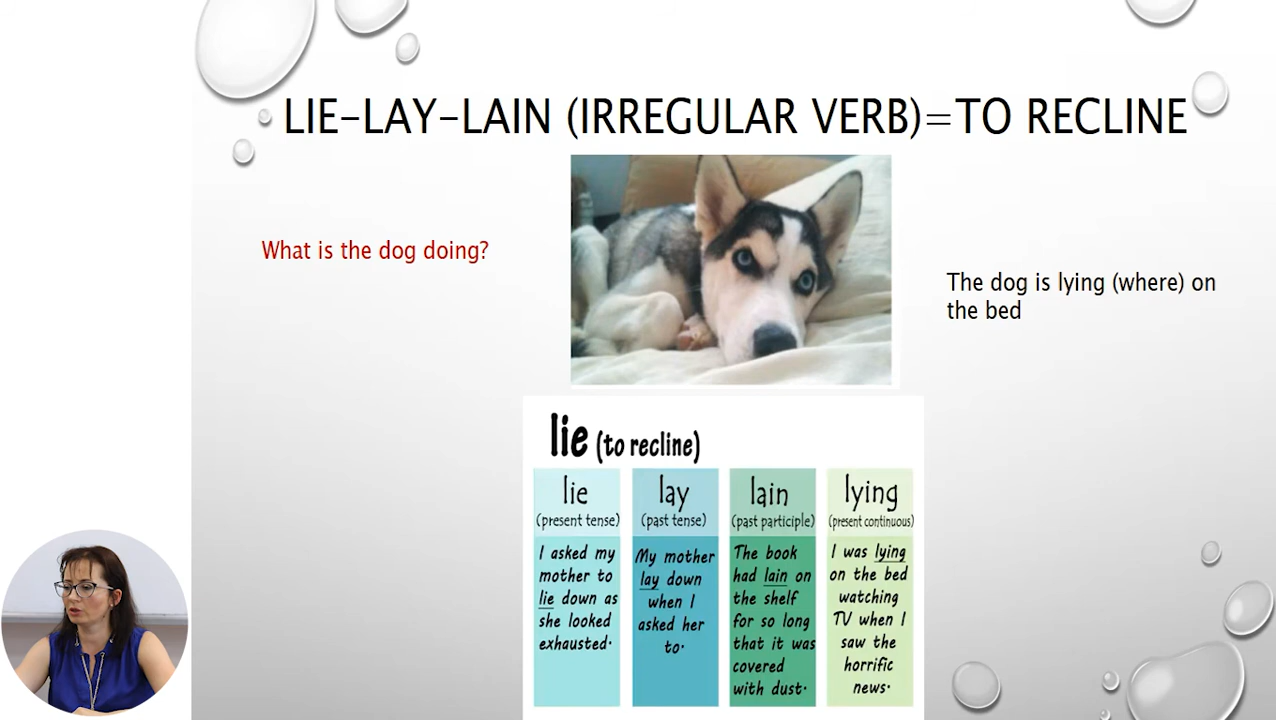 LIE-LAY-LAIN (IRREGULAR VERB)=TO RECLINE
What is the dog doing?
The dog is lying (where) on
the bed
lie (to recline)
lie
(present tense)
I asked my
mother to
lie down as
she looked
exhausted.
lay
(past tense)
My mother
lay down
when I
asked her
to.
lain
(past participle)
The book
had lain on
the shelf
for so long
that it was
covered
with dust.
lying
(present continuous)
I was lying
on the bed
watching
TV when I
saw the
horrific
news.